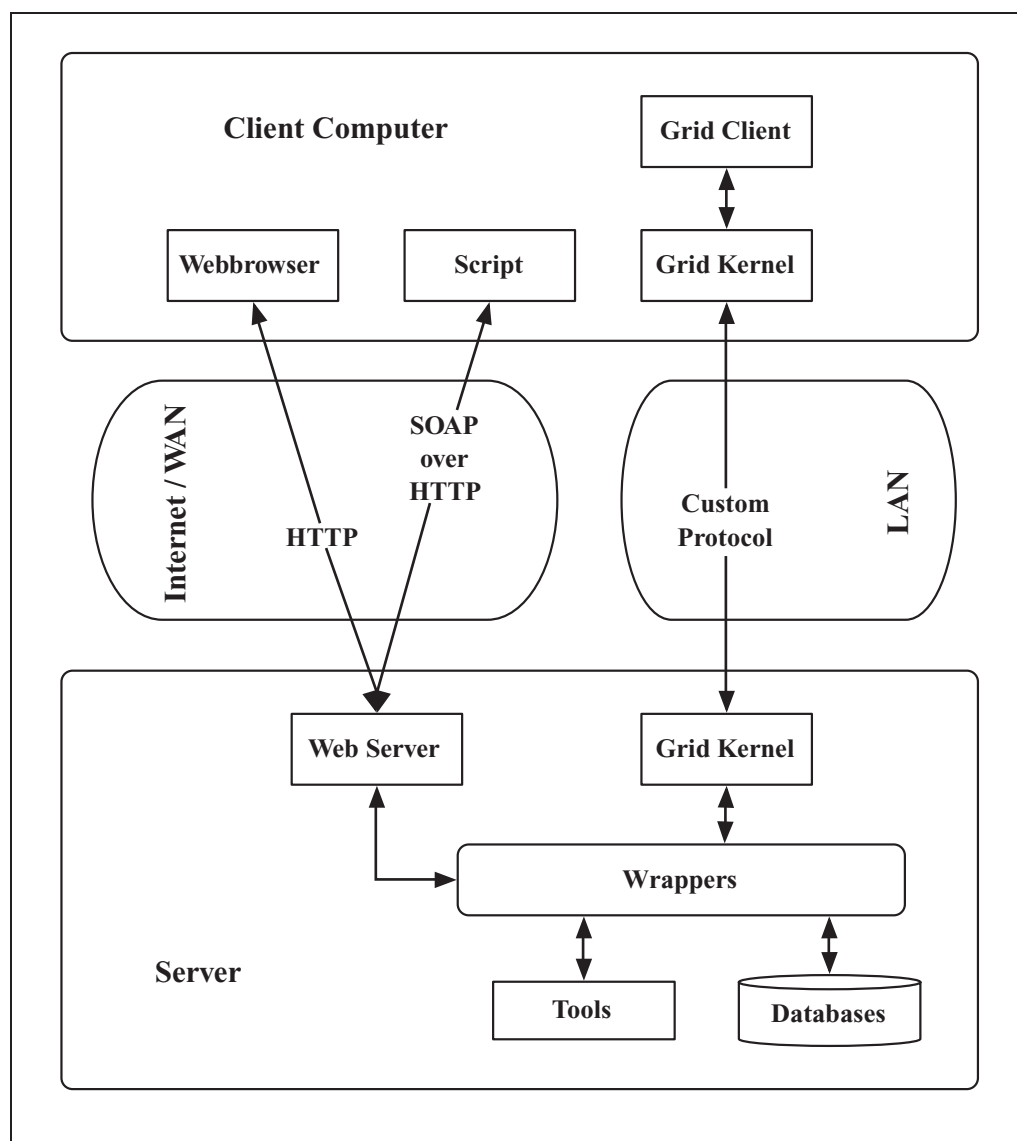 Client Computer
Grid Client
Webbrowser
Script
Grid Kernel
Internet / WAN
SOAP
over
HTTP
HTTP
Custom
Protocol
LAN
Web Server
Grid Kernel
Wrappers
Server
Tools
Databases